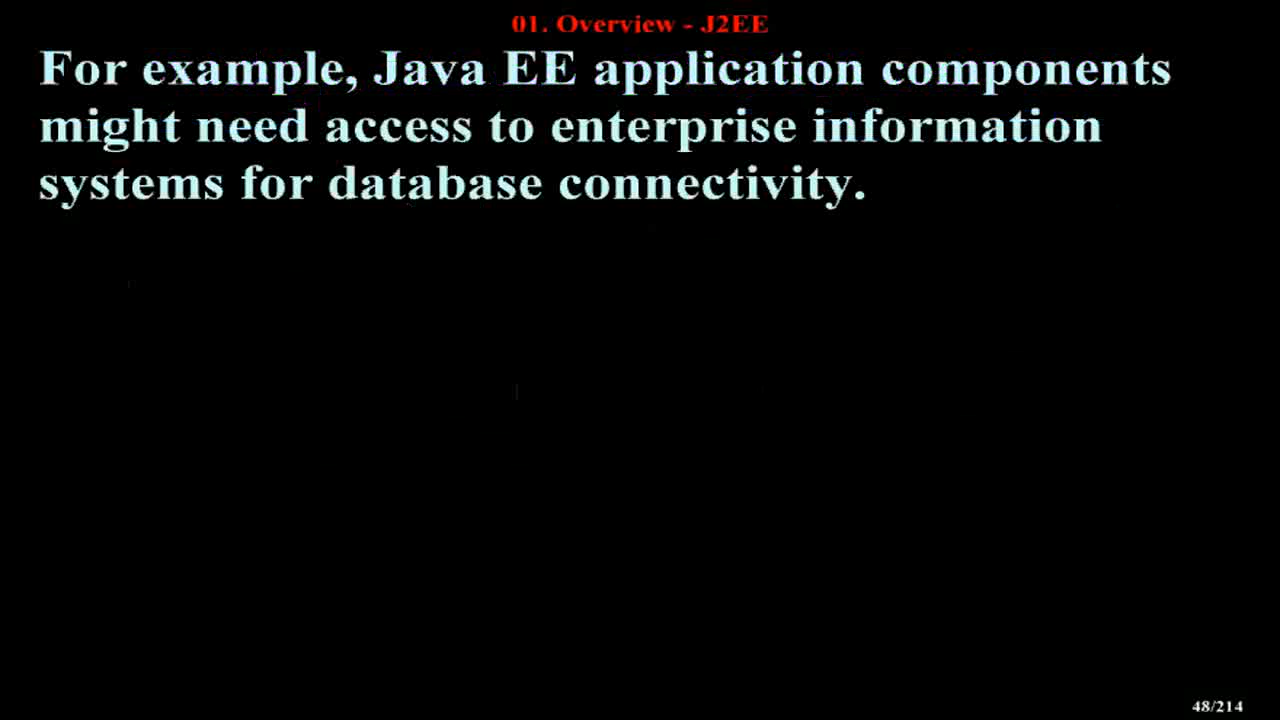 01. Overview - J2EE
For example, Java EE application components
might need access to enterprise information
systems for database connectivity.
48/214